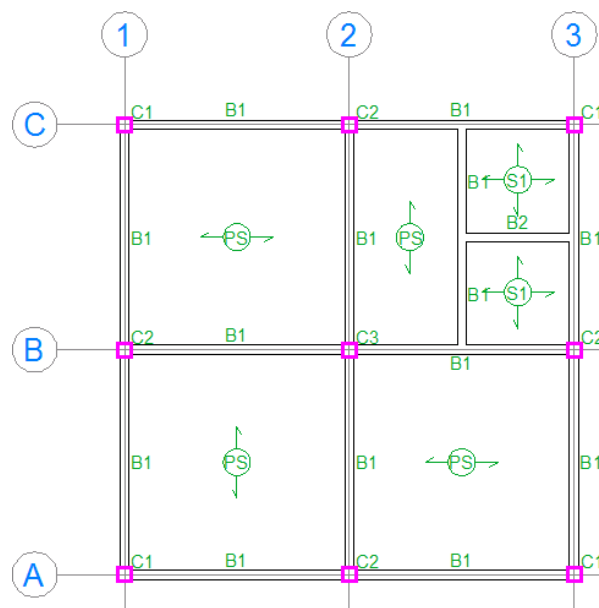 1 2 3
C C1 B1 C2 B1 C1
B1 S1
B2
B1 PS B1 PS B1
B1 S1
B C2 B1 C3 C2
B1
B1 PS B1 PS B1
A C1 B1 C2 B1 C1